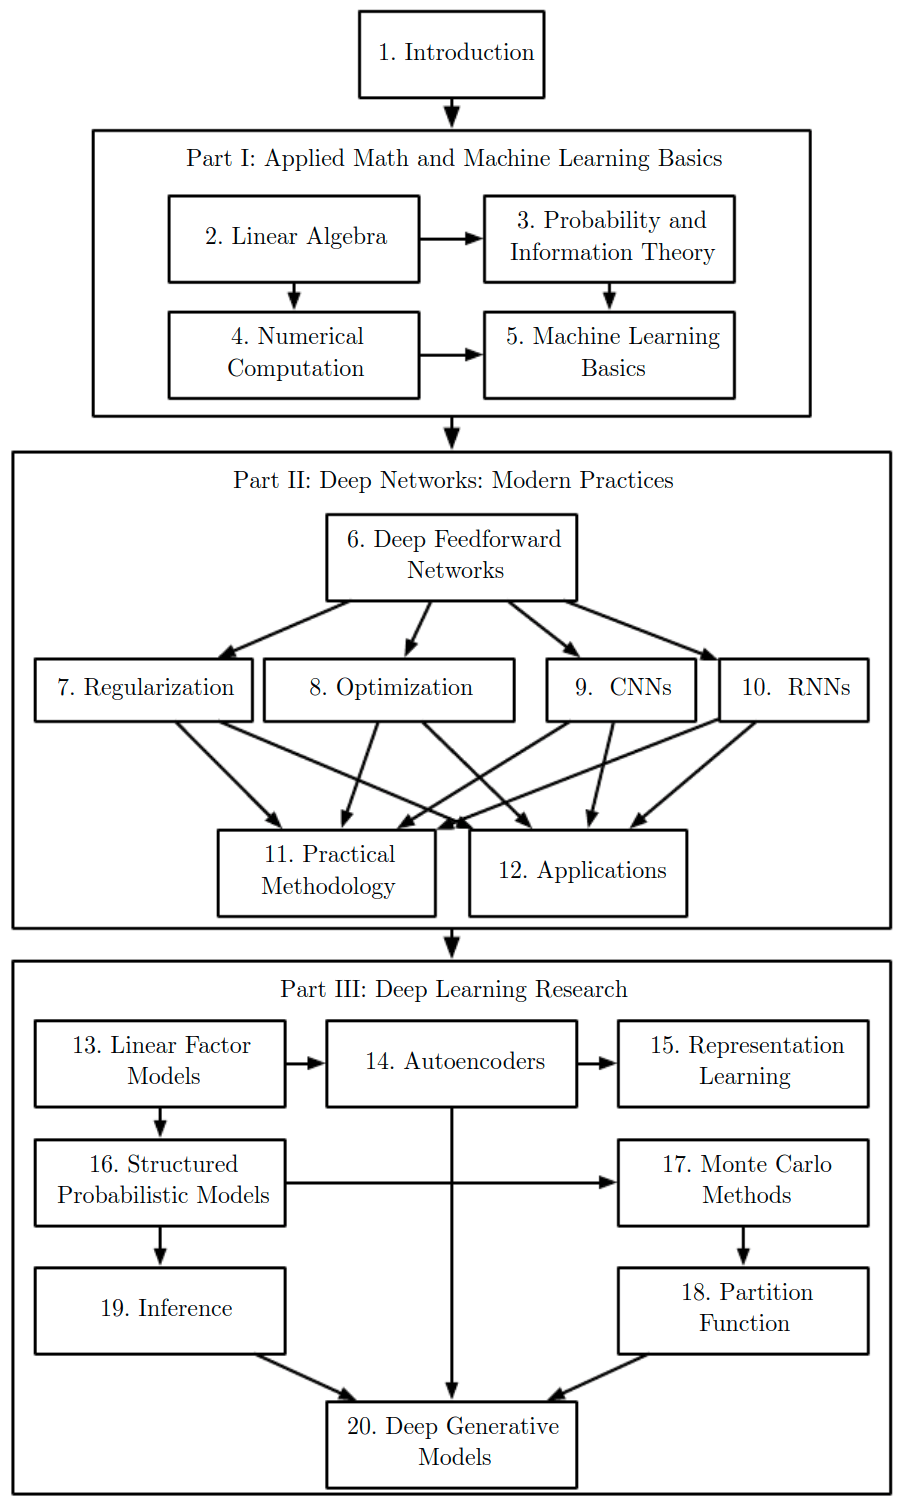 1. Introduction
Part I: Applied Math and Machine Learning Basics
2. Linear Algebra
3. Probability and
Information Theory
4. Numerical
Computation
5. Machine Learning
Basics
Part II: Deep Networks: Modern Practices
6. Deep Feedforward
Networks
7. Regularization
8. Optimization
9. CNNs
10. RNNs
11. Practical
Methodology
12. Applications
Part III: Deep Learning Research
13. Linear Factor
Models
14. Autoencoders
15. Representation
Learning
16. Structured
Probabilistic Models
17. Monte Carlo
Methods
19. Inference
18. Partition
Function
20. Deep Generative
Models